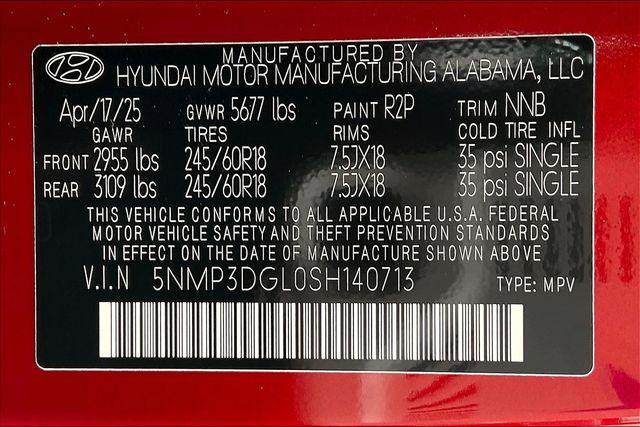 MANUFACTURED BY
HYUNDAI MOTOR MANUFACTURING ALABAMA, LLC
Apr/17/25 GVWR 5677 lbs PAINT R2P TRIM NNB
GAWR TIRES RIMS COLD TIRE INFL
FRONT 2955 lbs 245/60R18 7.5JX18 35 psi SINGLE
REAR 3109 lbs 245/60R18 7.5JX18 35 psi SINGLE
THIS VEHICLE CONFORMS TO ALL APPLICABLE U.S.A. FEDERAL
MOTOR VEHICLE SAFETY AND THEFT PREVENTION STANDARDS
IN EFFECT ON THE DATE OF MANUFACTURE SHOWN ABOVE
V.I.N 5NMP3DGL0SH140713 TYPE: MPV